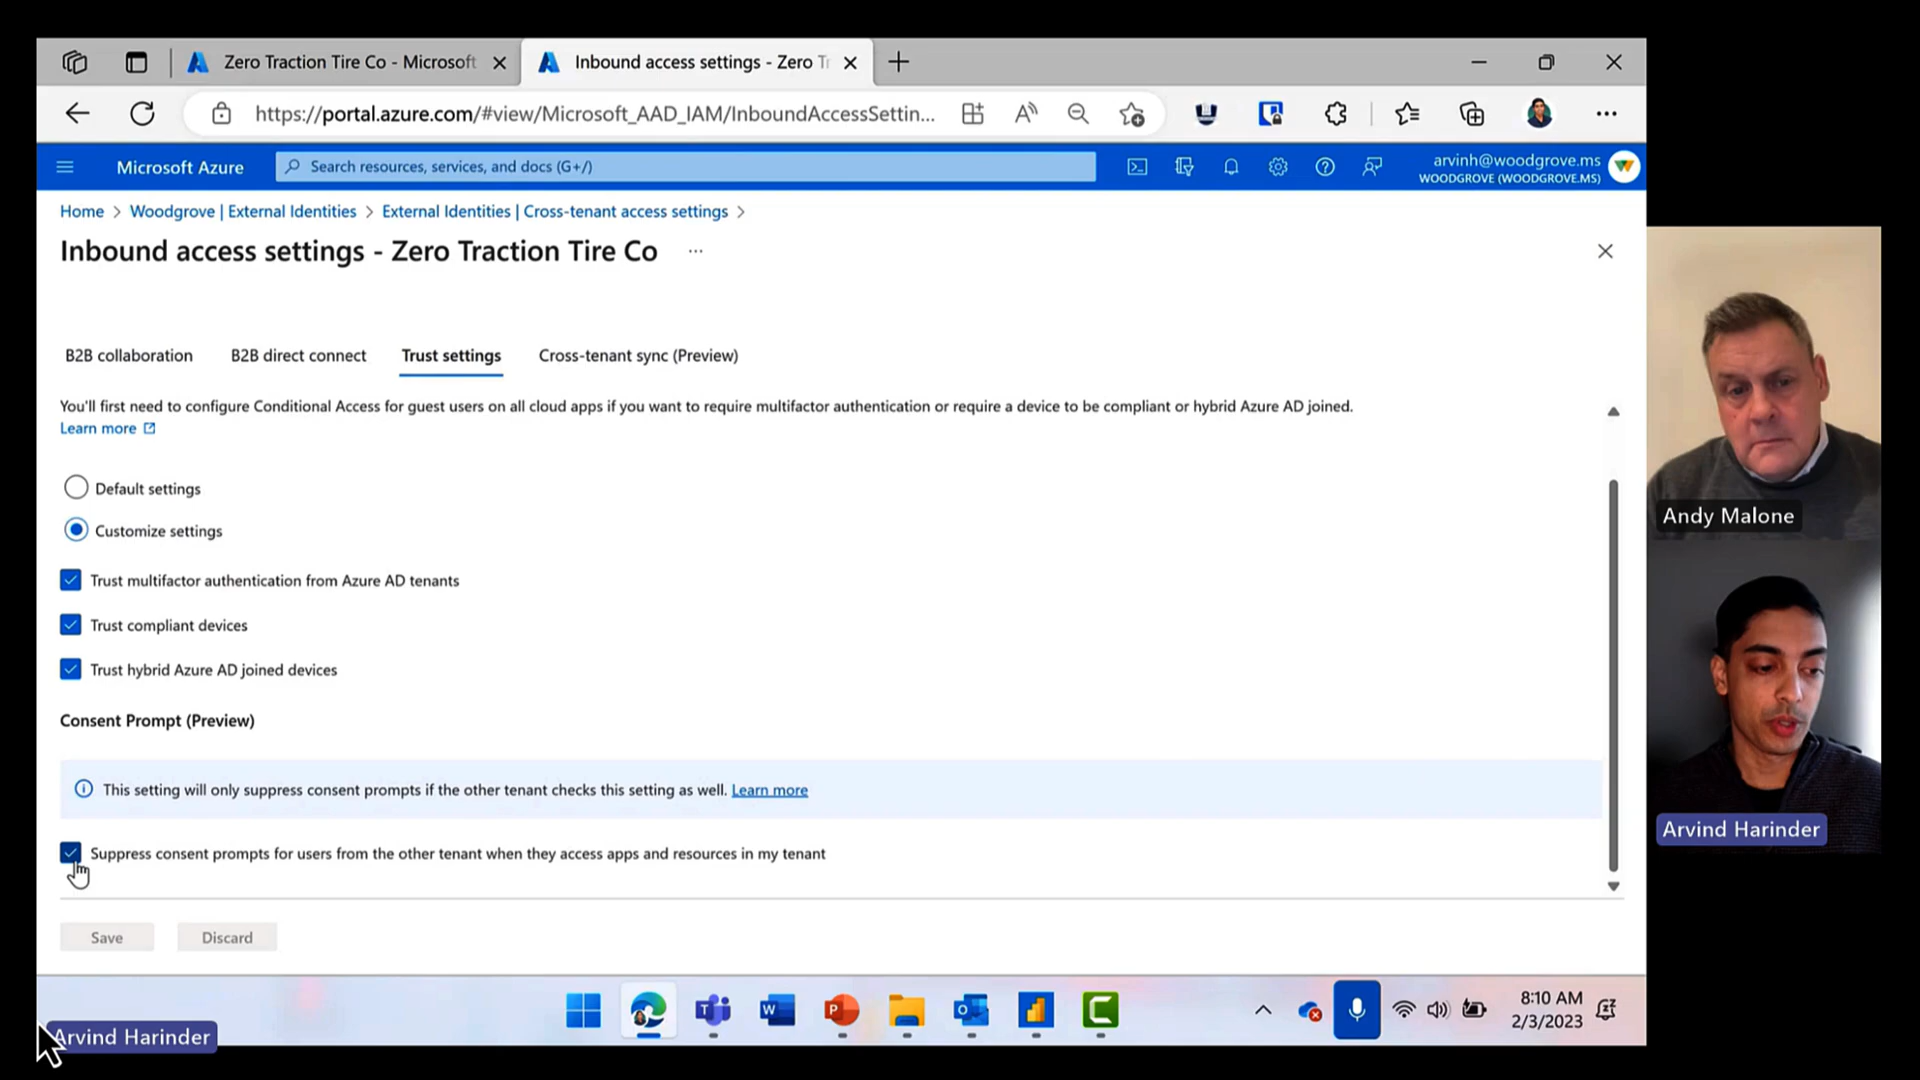 Zero Traction Tire Co - Microsoft
Inbound access settings - Zero Tr
https://portal.azure.com/#view/Microsoft_AAD_IAM/InboundAccessSettin...
Microsoft Azure
Search resources, services, and docs (G+/)
arvinh@woodgrove.ms
WOODGROVE (WOODGROVE.MS)
Home > Woodgrove | External Identities > External Identities | Cross-tenant access settings >
Inbound access settings - Zero Traction Tire Co ...
B2B collaboration
B2B direct connect
Trust settings
Cross-tenant sync (Preview)
You'll first need to configure Conditional Access for guest users on all cloud apps if you want to require multifactor authentication or require a device to be compliant or hybrid Azure AD joined.
Learn more
Default settings
Customize settings
Trust multifactor authentication from Azure AD tenants
Trust compliant devices
Trust hybrid Azure AD joined devices
Consent Prompt (Preview)
This setting will only suppress consent prompts if the other tenant checks this setting as well. Learn more
Suppress consent prompts for users from the other tenant when they access apps and resources in my tenant
Save
Discard
8:10 AM
2/3/2023
Arvind Harinder
Andy Malone
Arvind Harinder